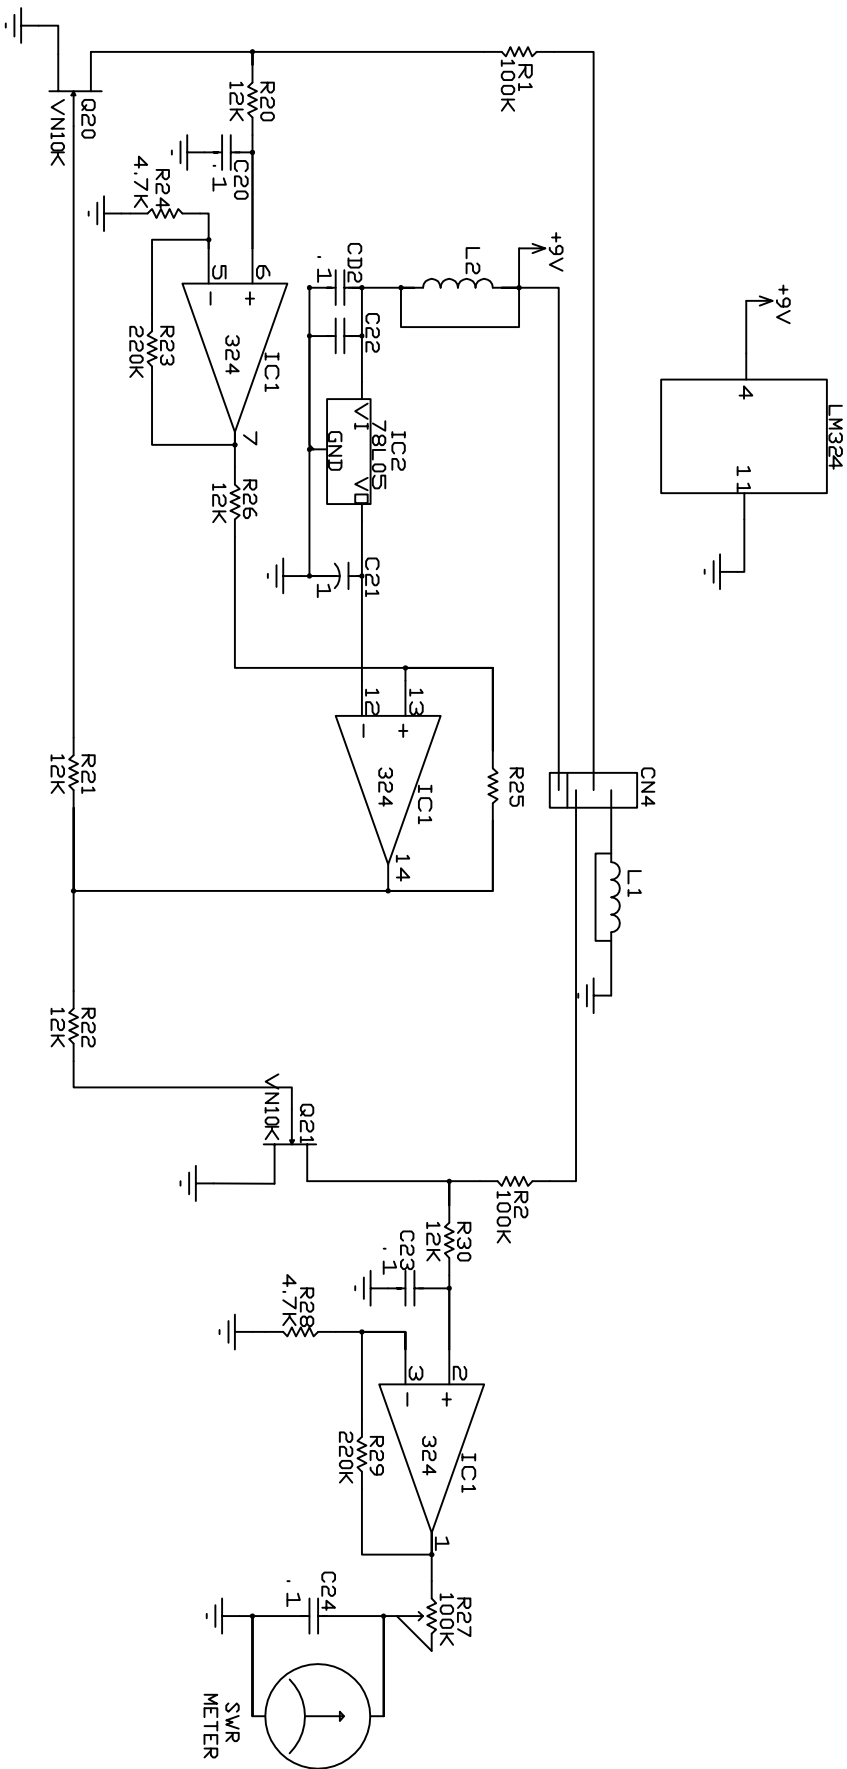 +9V
LM324
4
11
R1
100K
CN4
L1
+9V
L2
R25
R2
100K
R20
12K
C20
.1
CD2
.1
C22
IC2
78L05
VI
VO
GND
C21
1
13
12
+
-
324
IC1
14
Q20
VN10K
R24
4.7K
5
6
-
+
324
IC1
7
R23
220K
R26
12K
R21
12K
R22
12K
Q21
VN10K
R30
12K
C23
.1
R28
4.7K
3
2
-
+
324
IC1
1
R29
220K
R27
100K
C24
.1
SWR
METER